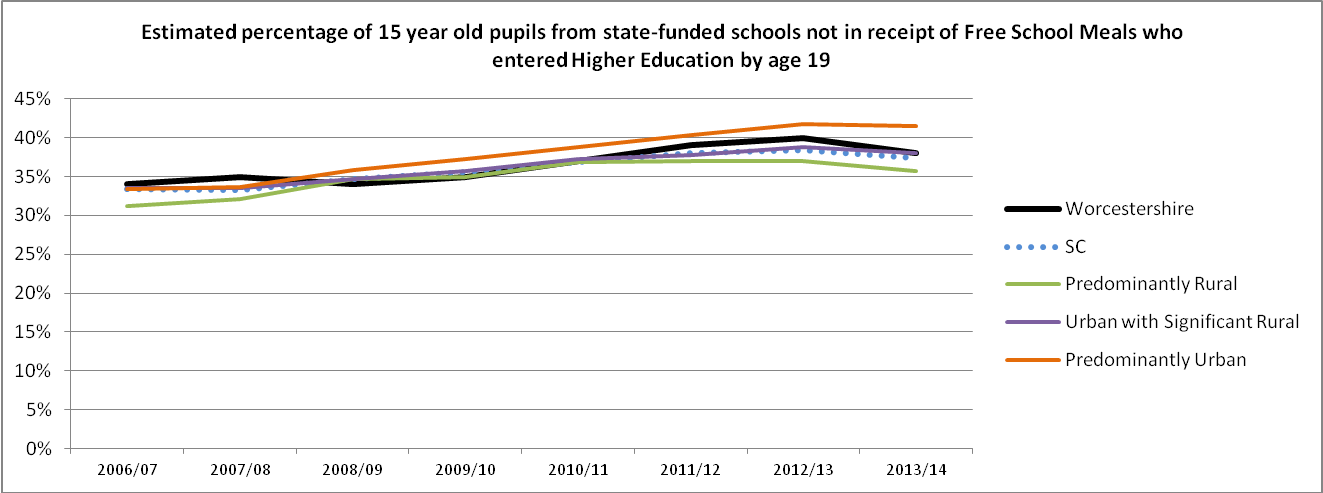 Estimated percentage of 15 year old pupils from state-funded schools not in receipt of Free School Meals who
entered Higher Education by age 19
45%
40%
35%
30%
25%
20%
15%
10%
5%
0%
2006/07 2007/08 2008/09 2009/10 2010/11 2011/12 2012/13 2013/14
Worcestershire
SC
Predominantly Rural
Urban with Significant Rural
Predominantly Urban